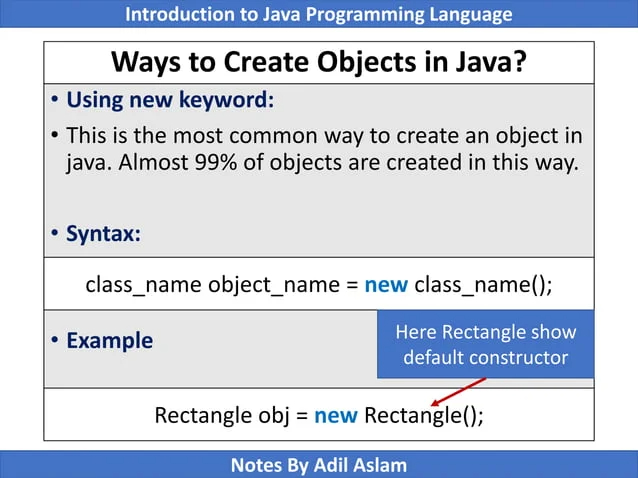 Introduction to Java Programming Language
Ways to Create Objects in Java?
• Using new keyword:
• This is the most common way to create an object in
java. Almost 99% of objects are created in this way.
• Syntax:
class_name object_name = new class_name();
• Example
Here Rectangle show
default constructor
Rectangle obj = new Rectangle();
Notes By Adil Aslam